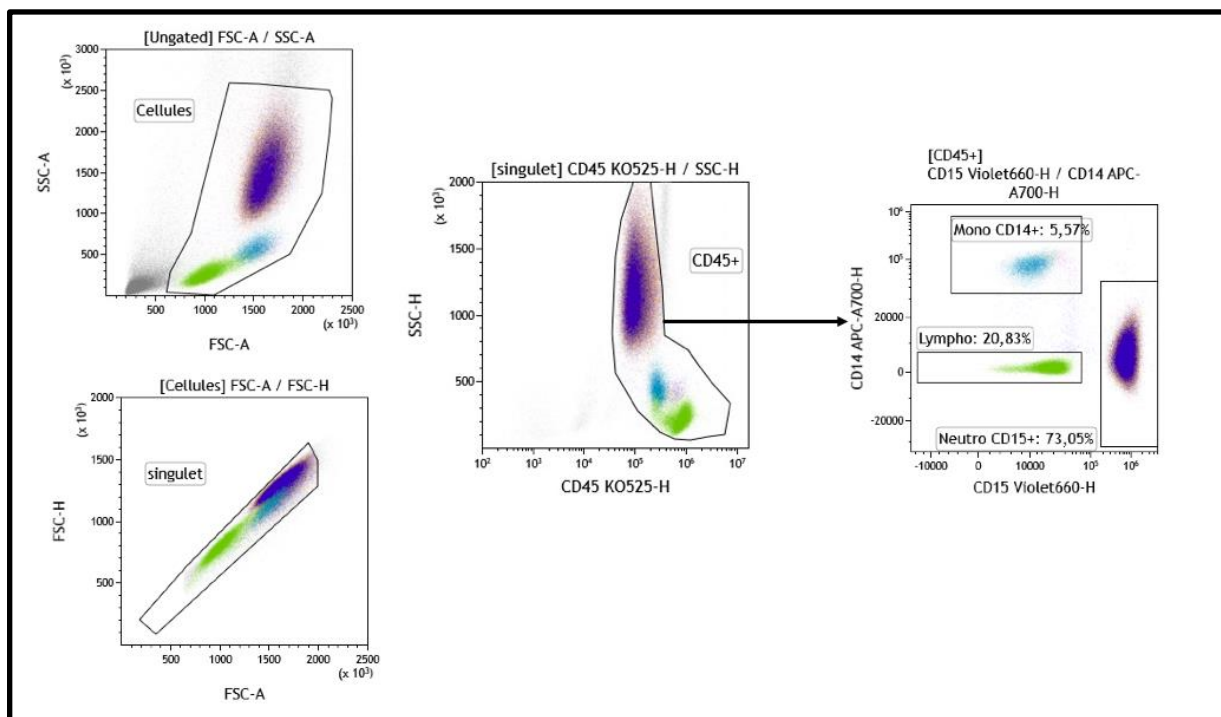 [Ungated] FSC-A / SSC-A
(x 10³)
3000
2500
2000
1500
1000
500
SSC-A
Cellules
500
1000
1500
2000
2500
(x 10³)
FSC-A
[Cellules] FSC-A / FSC-H
(x 10³)
2000
1500
1000
500
FSC-H
singulet
500
1000
1500
2000
2500
(x 10³)
FSC-A
[singulet] CD45 KO525-H / SSC-H
(x 10³)
2000
1500
1000
500
SSC-H
CD45+
10²
10³
10⁴
10⁵
10⁶
10⁷
CD45 KO525-H
[CD45+]
CD15 Violet660-H / CD14 APC-
A700-H
10⁶
10⁵
20000
0
-20000
CD14 APC-A700-H
Mono CD14+: 5,57%
Lympho: 20,83%
Neutro CD15+: 73,05%
-10000
0
10000
10⁵
10⁶
CD15 Violet660-H